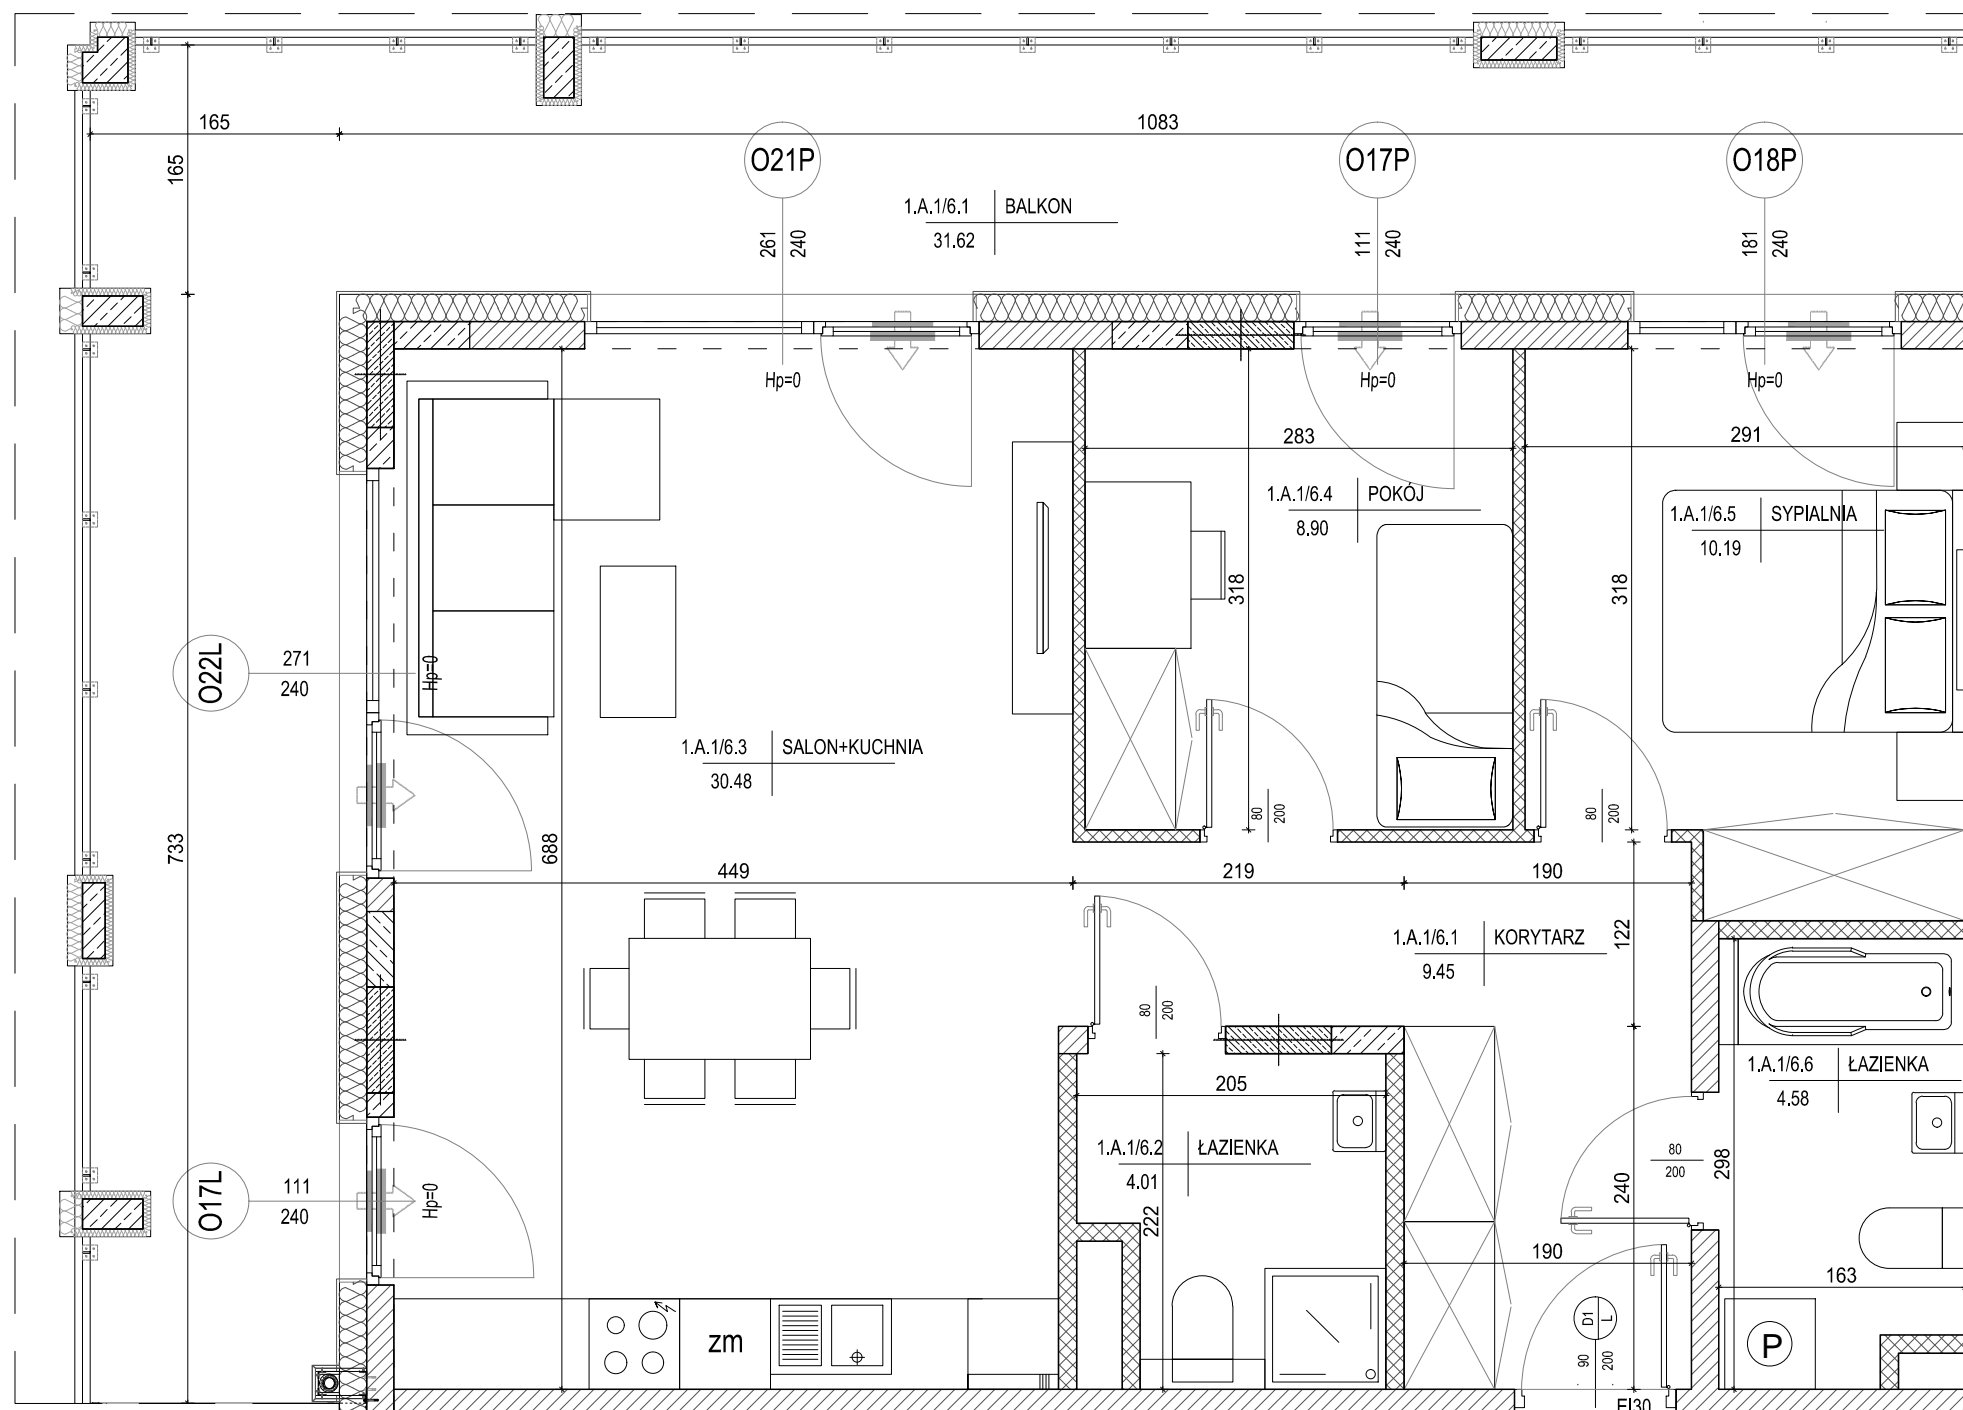 165
1083
165
O21P
O17P
O18P
1.A.1/6.1 BALKON
31.62
261
240
111
240
181
240
Hp=0
Hp=0
Hp=0
283
291
1.A.1/6.4 POKÓJ
8.90
1.A.1/6.5 SYPIALNIA
10.19
318
318
O22L
271
240
Hp=0
1.A.1/6.3 SALON+KUCHNIA
30.48
80
200
80
200
733
688
449
219
190
122
1.A.1/6.1 KORYTARZ
9.45
80
200
205
1.A.1/6.6 ŁAZIENKA
4.58
1.A.1/6.2 ŁAZIENKA
4.01
80
200
298
O17L
111
240
Hp=0
222
240
190
163
D1
L
90
200
zm
P
EI30